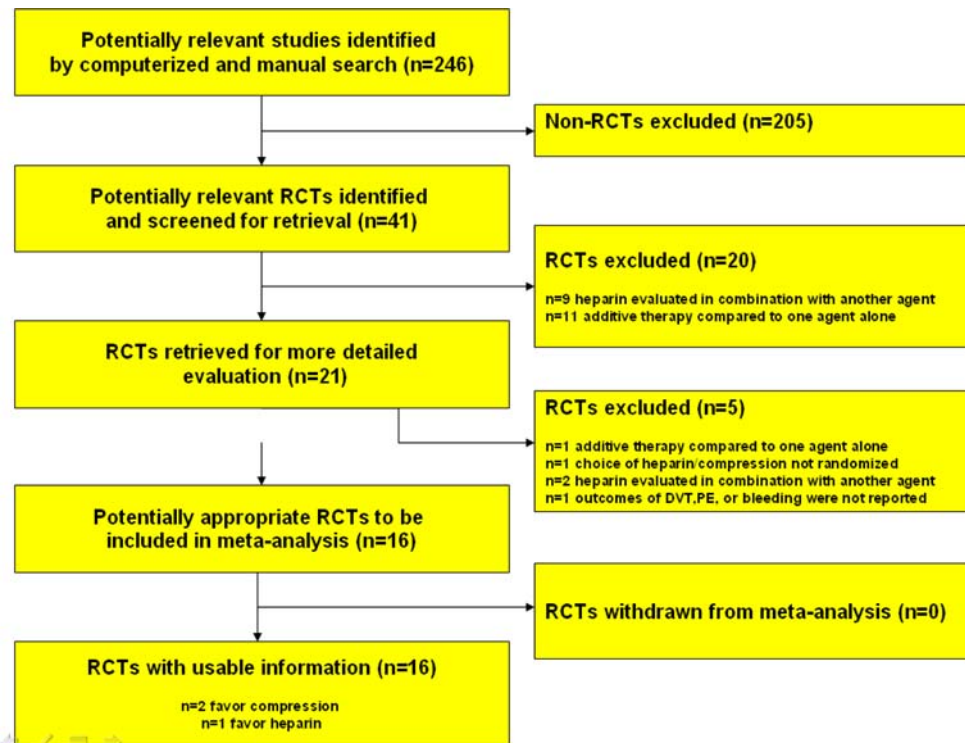 Potentially relevant studies identified
by computerized and manual search (n=246)
Non-RCTs excluded (n=205)
Potentially relevant RCTs identified
and screened for retrieval (n=41)
RCTs excluded (n=20)
n=9 heparin evaluated in combination with another agent
n=11 additive therapy compared to one agent alone
RCTs retrieved for more detailed
evaluation (n=21)
RCTs excluded (n=5)
n=1 additive therapy compared to one agent alone
n=1 choice of heparin/compression not randomized
n=2 heparin evaluated in combination with another agent
n=1 outcomes of DVT,PE, or bleeding were not reported
Potentially appropriate RCTs to be
included in meta-analysis (n=16)
RCTs withdrawn from meta-analysis (n=0)
RCTs with usable information (n=16)
n=2 favor compression
n=1 favor heparin